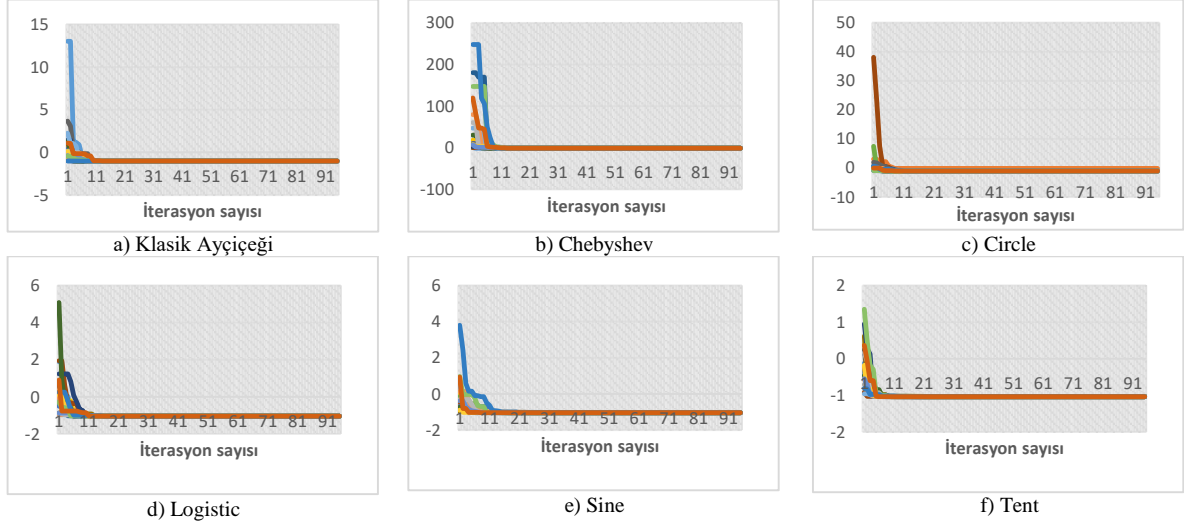 15
10
5
0
-5
1 11 21 31 41 51 61 71 81 91
İterasyon sayısı
a) Klasik Ayçiçeği
300
200
100
0
-100
1 11 21 31 41 51 61 71 81 91
İterasyon sayısı
b) Chebyshev
50
40
30
20
10
0
-10
1 11 21 31 41 51 61 71 81 91
İterasyon sayısı
c) Circle
6
4
2
0
-2
1 11 21 31 41 51 61 71 81 91
İterasyon sayısı
d) Logistic
6
4
2
0
-2
1 11 21 31 41 51 61 71 81 91
İterasyon sayısı
e) Sine
2
1
0
-1
-2
1 11 21 31 41 51 61 71 81 91
İterasyon sayısı
f) Tent